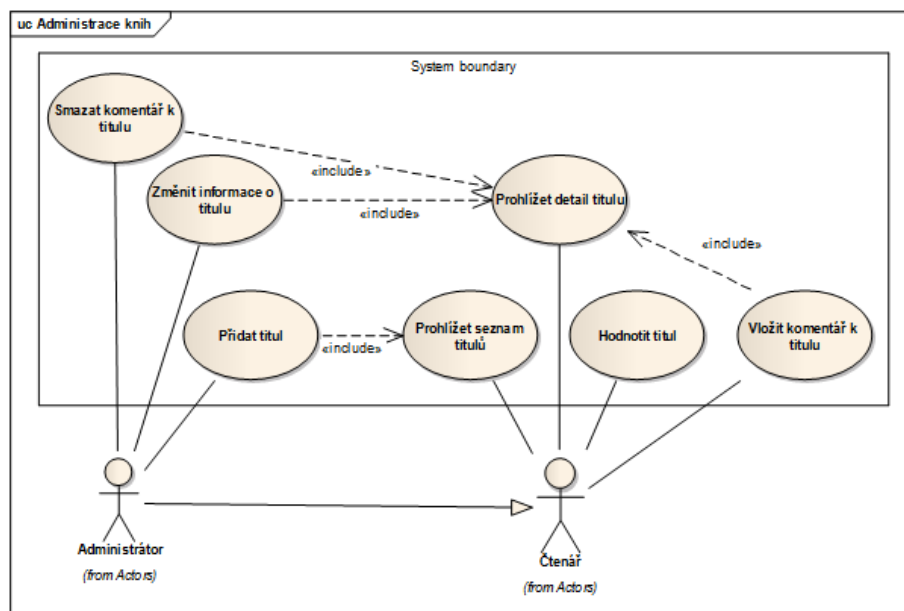 uc Administrace knih
System boundary
Smazat komentář k
titulu
«include»
Změnit informace o
titulu
«include»
Prohlížet detail titulu
«include»
Přidat titul
«include»
Prohlížet seznam
titulů
Hodnotit titul
Vložit komentář k
titulu
Administrátor
(from Actors)
Čtenář
(from Actors)